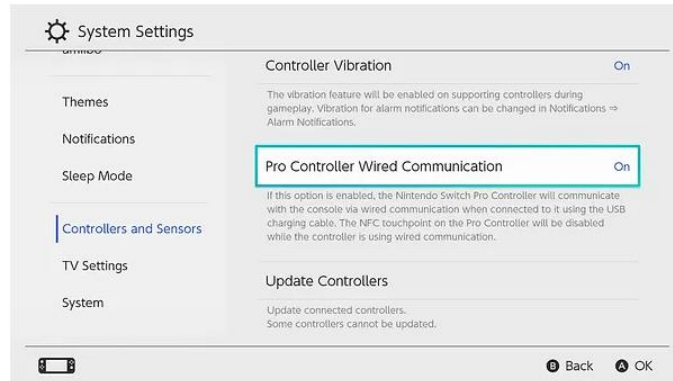 System Settings
amiibo
Themes
Notifications
Sleep Mode
Controllers and Sensors
TV Settings
System
Controller Vibration On
The vibration feature will be enabled on supporting controllers during
gameplay. Vibration for alarm notifications can be changed in Notifications ⇒
Alarm Notifications.
Pro Controller Wired Communication On
If this option is enabled, the Nintendo Switch Pro Controller will communicate
with the console via wired communication when connected to it using the USB
charging cable. The NFC touchpoint on the Pro Controller will be disabled
while the controller is using wired communication.
Update Controllers
Update connected controllers.
Some controllers cannot be updated.
B Back A OK